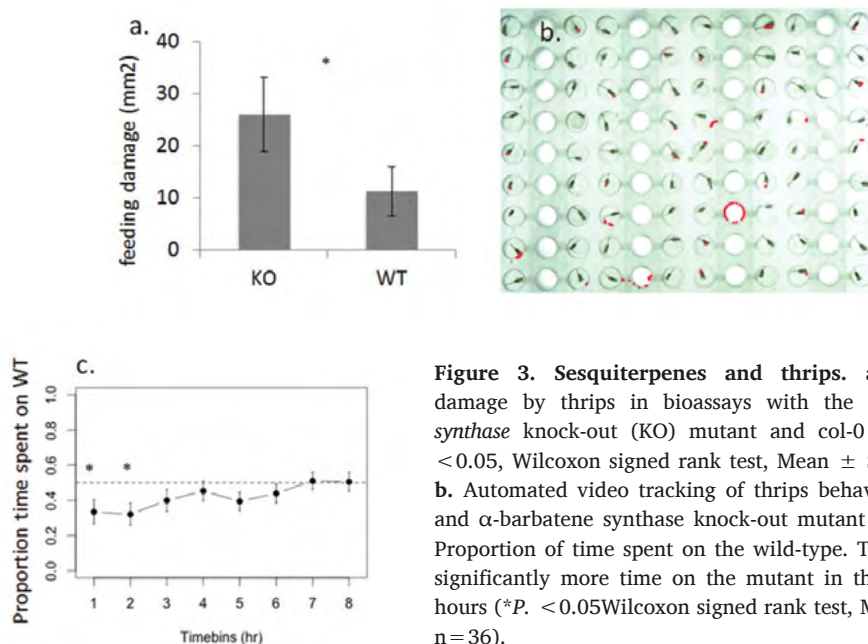 a.
40
30
20
10
0
feeding damage (mm2)
*
KO
WT
b.
c.
Proportion time spent on WT
1.0
0.8
0.6
0.4
0.2
0.0
*
*
1 2 3 4 5 6 7 8
Timebins (hr)
Figure 3. Sesquiterpenes and thrips.
damage by thrips in bioassays with the
synthase knock-out (KO) mutant and col-0
<0.05, Wilcoxon signed rank test, Mean ±
b. Automated video tracking of thrips
and α-barbatene synthase knock-out mutant
Proportion of time spent on the wild-type.
significantly more time on the mutant in
hours (*P. <0.05Wilcoxon signed rank test,
n=36).